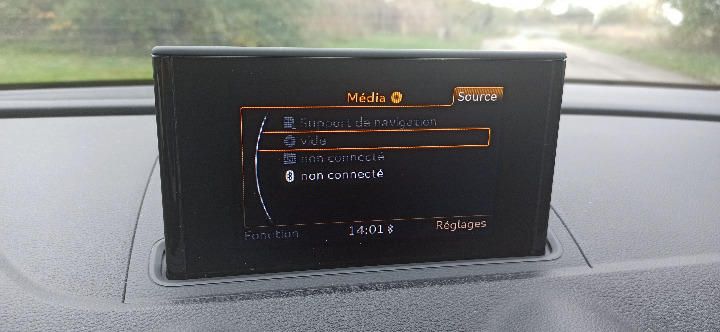 Média
Source
Support de navigation
vide
non connecté
non connecté
Fonction
14:01
Réglages